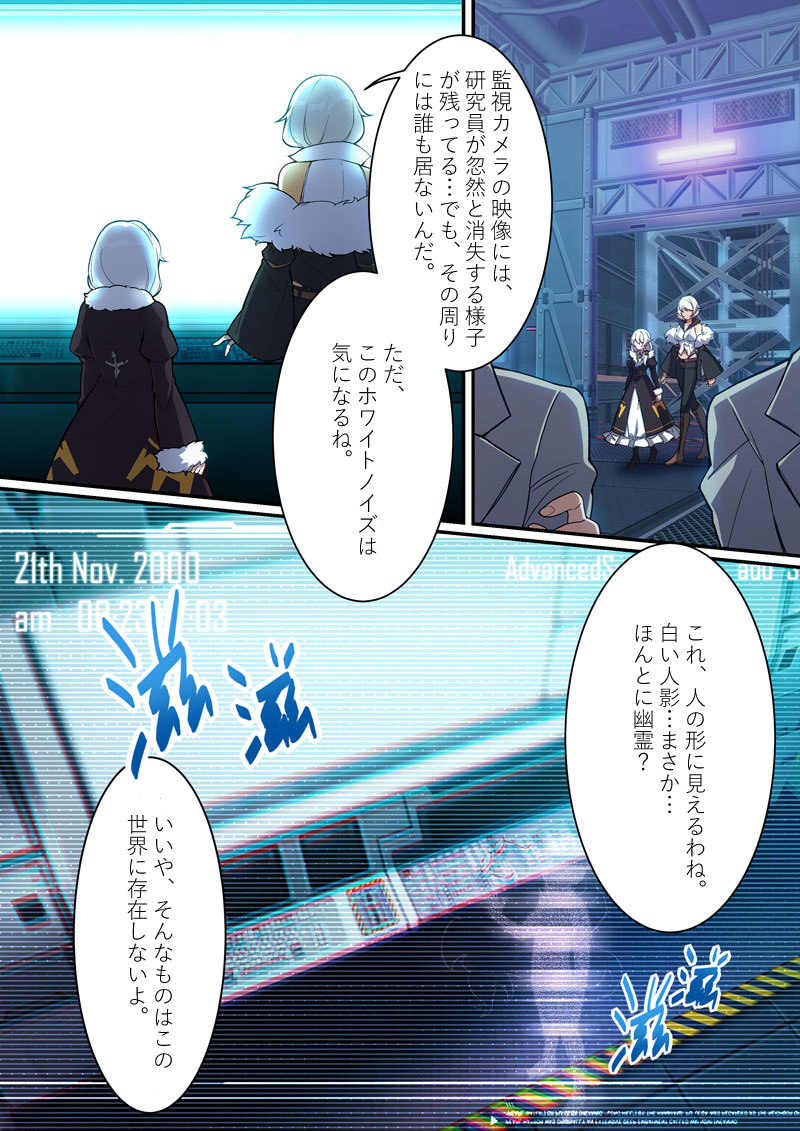 監視カメラの映像には、
研究員が忽然と消失する様子
が残ってる…でも、その周り
には誰も居ないんだ。
ただ、
このホワイトノイズは
気になるね。
21th Nov. 2000
am
AdvancedS
これ、人の形に見えるわね。
白い人影…まさか…
ほんとに幽霊？
滋
滋
いいや、そんなものはこの
世界に存在しないよ。
滋
滋